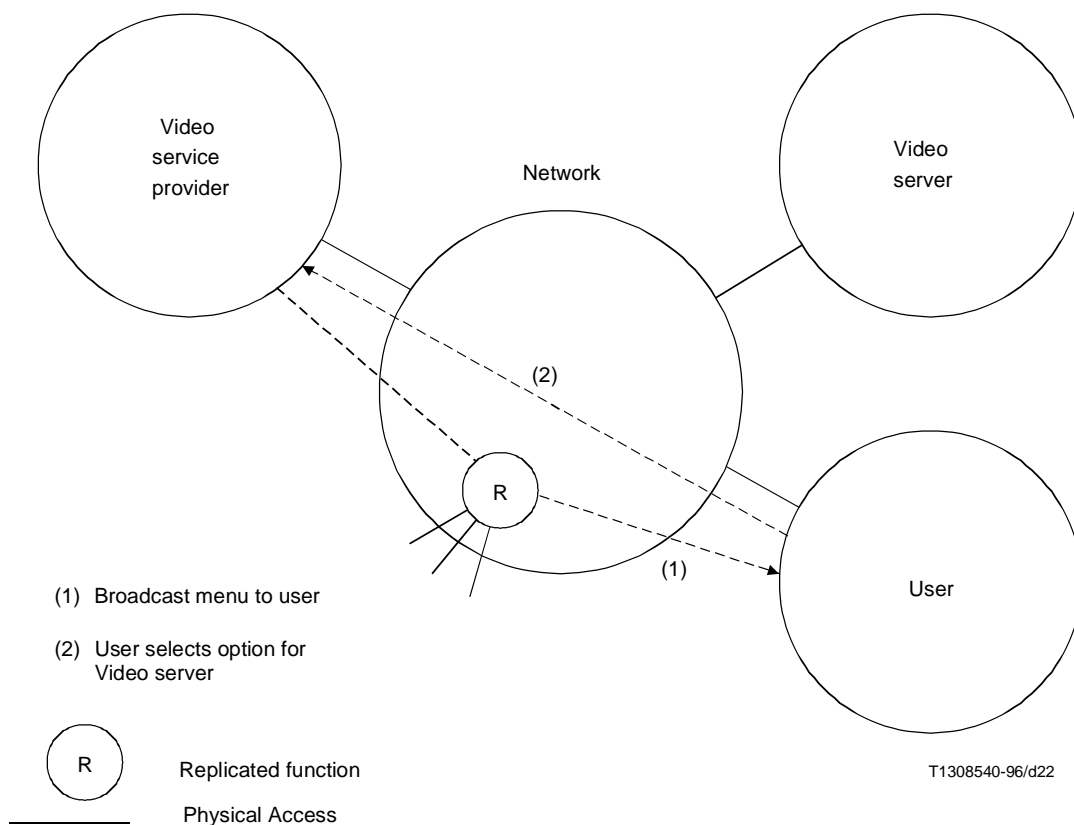 Video
service
provider
Network
Video
server
(2)
R
(1)
User
(1) Broadcast menu to user
(2) User selects option for
Video server
R
Replicated function
T1308540-96/d22
Physical Access